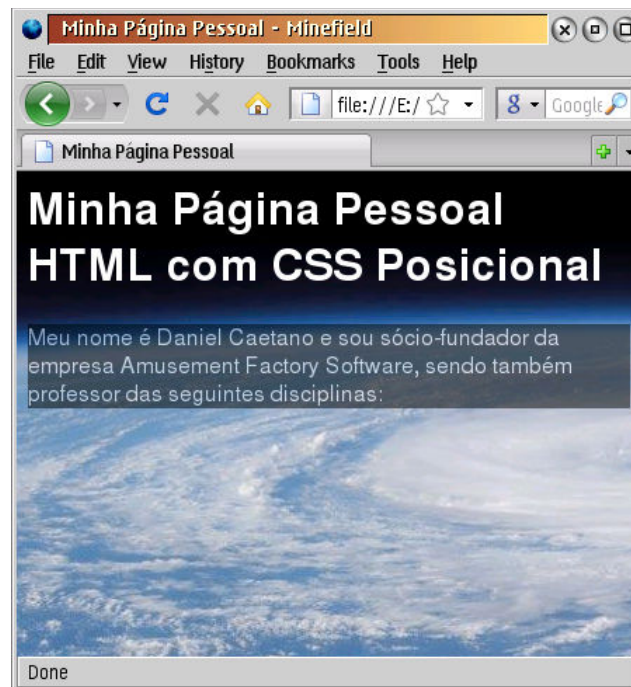 Minha Página Pessoal - Minefield
File Edit View History Bookmarks Tools Help
file:///E:/ Google
Minha Página Pessoal
Minha Página Pessoal
HTML com CSS Posicional
Meu nome é Daniel Caetano e sou sócio-fundador da
empresa Amusement Factory Software, sendo também
professor das seguintes disciplinas:
Done